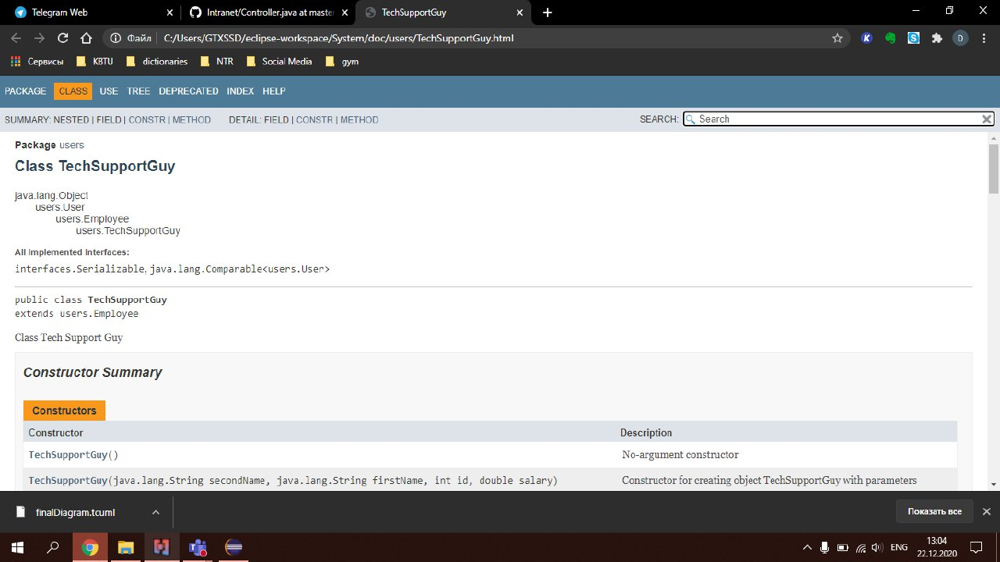 Telegram Web
Intranet/Controller.java at master
TechSupportGuy
Файл
C:/Users/GTXSSD/eclipse-workspace/System/doc/users/TechSupportGuy.html
D
Сервисы
KBTU
dictionaries
NTR
Social Media
gym
PACKAGE CLASS USE TREE DEPRECATED INDEX HELP
SUMMARY: NESTED | FIELD | CONSTR | METHOD DETAIL: FIELD | CONSTR | METHOD SEARCH: Search
Package users
Class TechSupportGuy
java.lang.Object
users.User
users.Employee
users.TechSupportGuy
All Implemented Interfaces:
interfaces.Serializable, java.lang.Comparable<users.User>
public class TechSupportGuy
extends users.Employee
Class Tech Support Guy
Constructor Summary
Constructors
Constructor Description
TechSupportGuy() No-argument constructor
TechSupportGuy(java.lang.String secondName, java.lang.String firstName, int id, double salary) Constructor for creating object TechSupportGuy with parameters
finalDiagram.tcuml
Показать все
ENG
13:04
22.12.2020